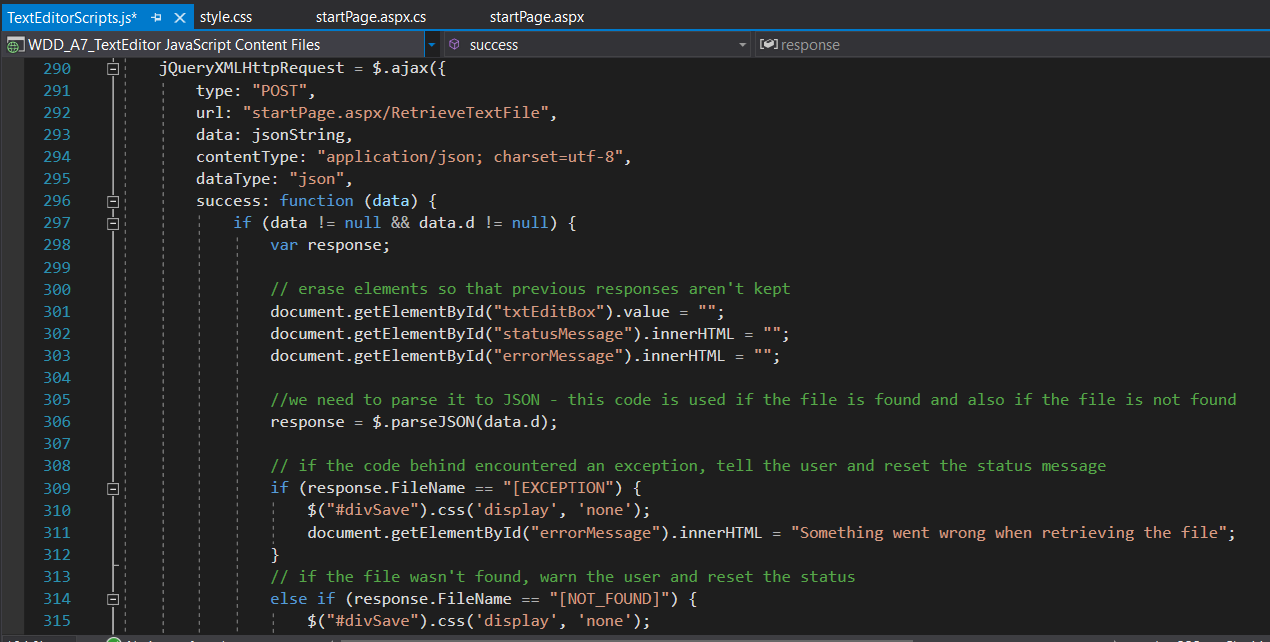 TextEditorScripts.js* style.css startPage.aspx.cs startPage.aspx
WDD_A7_TextEditor JavaScript Content Files success response
290 jQueryXMLHttpRequest = $.ajax({
291 type: "POST",
292 url: "startPage.aspx/RetrieveTextFile",
293 data: jsonString,
294 contentType: "application/json; charset=utf-8",
295 dataType: "json",
296 success: function (data) {
297 if (data != null && data.d != null) {
298 var response;
299
300 // erase elements so that previous responses aren't kept
301 document.getElementById("txtEditBox").value = "";
302 document.getElementById("statusMessage").innerHTML = "";
303 document.getElementById("errorMessage").innerHTML = "";
304
305 //we need to parse it to JSON - this code is used if the file is found and also if the file is not found
306 response = $.parseJSON(data.d);
307
308 // if the code behind encountered an exception, tell the user and reset the status message
309 if (response.FileName == "[EXCEPTION") {
310 $("#divSave").css('display', 'none');
311 document.getElementById("errorMessage").innerHTML = "Something went wrong when retrieving the file";
312 }
313 // if the file wasn't found, warn the user and reset the status
314 else if (response.FileName == "[NOT_FOUND]") {
315 $("#divSave").css('display', 'none');